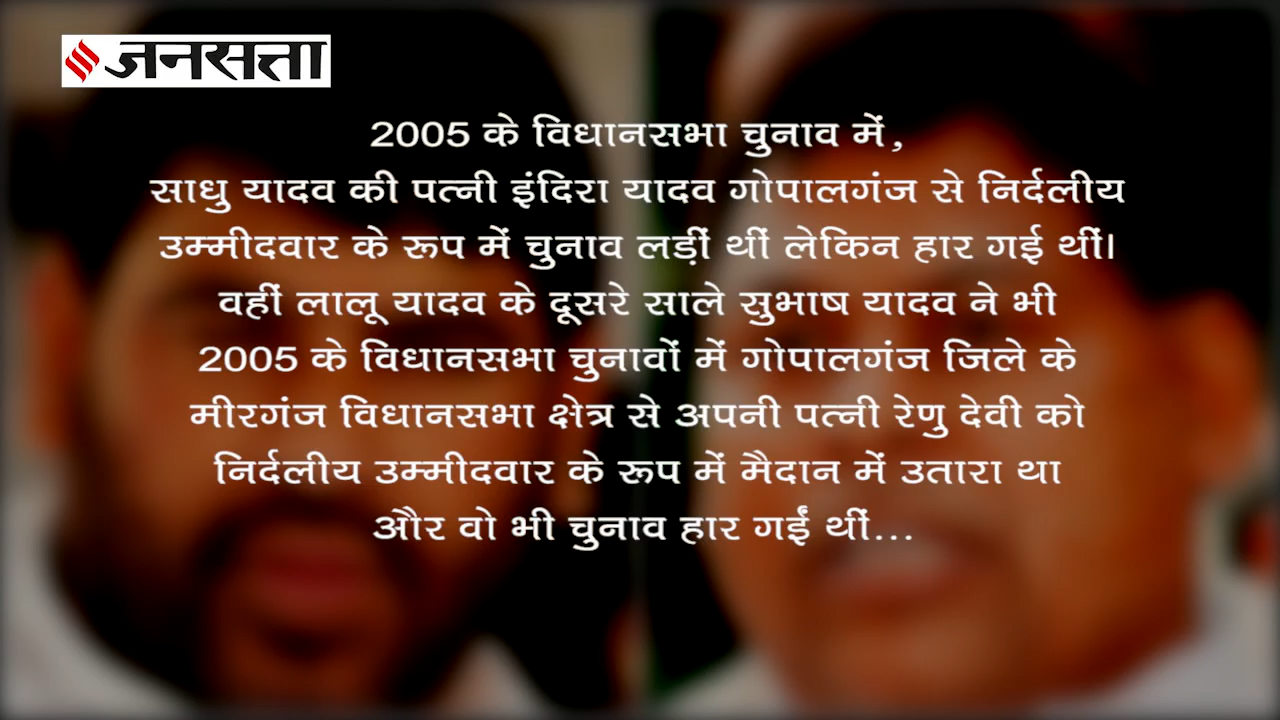 जनसत्ता
2005 के विधानसभा चुनाव में,
साधु यादव की पत्नी इंदिरा यादव गोपालगंज से निर्दलीय
उम्मीदवार के रूप में चुनाव लड़ीं थीं लेकिन हार गई थीं।
वहीं लालू यादव के दूसरे साले सुभाष यादव ने भी
2005 के विधानसभा चुनावों में गोपालगंज जिले के
मीरगंज विधानसभा क्षेत्र से अपनी पत्नी रेणु देवी को
निर्दलीय उम्मीदवार के रूप में मैदान में उतारा था
और वो भी चुनाव हार गईं थीं...